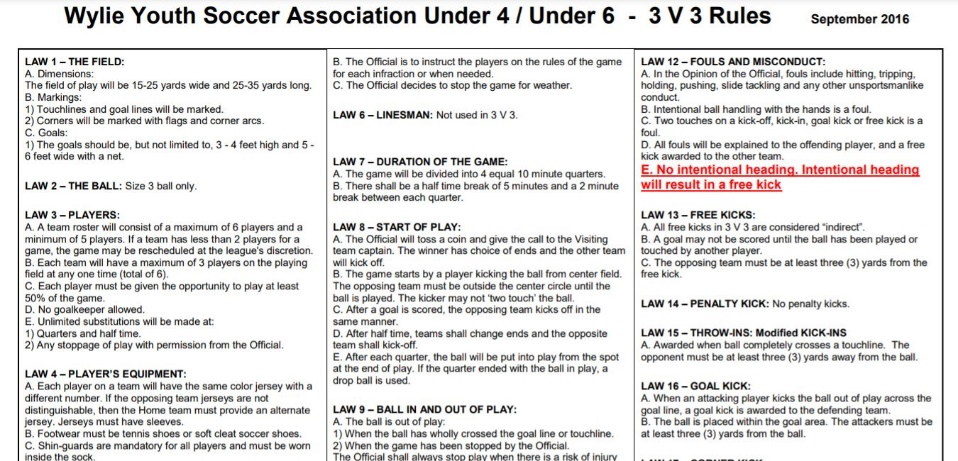 Wylie Youth Soccer Association Under 4 / Under 6 - 3 V 3 Rules September 2016
LAW 1 – THE FIELD:
A. Dimensions:
The field of play will be 15-25 yards wide and 25-35 yards long.
B. Markings:
1) Touchlines and goal lines will be marked.
2) Corners will be marked with flags and corner arcs.
C. Goals:
1) The goals should be, but not limited to, 3 - 4 feet high and 5 -
6 feet wide with a net.
LAW 2 – THE BALL: Size 3 ball only.
LAW 3 – PLAYERS:
A. A team roster will consist of a maximum of 6 players and a
minimum of 5 players. If a team has less than 2 players for a
game, the game may be rescheduled at the league's discretion.
B. Each team will have a maximum of 3 players on the playing
field at any one time (total of 6).
C. Each player must be given the opportunity to play at least
50% of the game.
D. No goalkeeper allowed.
E. Unlimited substitutions will be made at:
1) Quarters and half time.
2) Any stoppage of play with permission from the Official.
LAW 4 – PLAYER'S EQUIPMENT:
A. Each player on a team will have the same color jersey with a
different number. If the opposing team jerseys are not
distinguishable, then the Home team must provide an alternate
jersey. Jerseys must have sleeves.
B. Footwear must be tennis shoes or soft cleat soccer shoes.
C. Shin-guards are mandatory for all players and must be worn
inside the sock.
B. The Official is to instruct the players on the rules of the game
for each infraction or when needed.
C. The Official decides to stop the game for weather.
LAW 6 – LINESMAN: Not used in 3 V 3.
LAW 7 – DURATION OF THE GAME:
A. The game will be divided into 4 equal 10 minute quarters.
B. There shall be a half time break of 5 minutes and a 2 minute
break between each quarter.
LAW 8 – START OF PLAY:
A. The Official will toss a coin and give the call to the Visiting
team captain. The winner has choice of ends and the other team
will kick off.
B. The game starts by a player kicking the ball from center field.
The opposing team must be outside the center circle until the
ball is played. The kicker may not 'two touch' the ball.
C. After a goal is scored, the opposing team kicks off in the
same manner.
D. After half time, teams shall change ends and the opposite
team shall kick-off.
E. After each quarter, the ball will be put into play from the spot
at the end of play. If the quarter ended with the ball in play, a
drop ball is used.
LAW 9 – BALL IN AND OUT OF PLAY:
A. The ball is out of play:
1) When the ball has wholly crossed the goal line or touchline.
2) When the game has been stopped by the Official.
The Official shall always stop play when there is a risk of injury
LAW 12 – FOULS AND MISCONDUCT:
A. In the Opinion of the Official, fouls include hitting, tripping,
holding, pushing, slide tackling and any other unsportsmanlike
conduct.
B. Intentional ball handling with the hands is a foul.
C. Two touches on a kick-off, kick-in, goal kick or free kick is a
foul.
D. All fouls will be explained to the offending player, and a free
kick awarded to the other team.
E. No intentional heading. Intentional heading
will result in a free kick
LAW 13 – FREE KICKS:
A. All free kicks in 3 V 3 are considered "indirect".
B. A goal may not be scored until the ball has been played or
touched by another player.
C. The opposing team must be at least three (3) yards from the
free kick.
LAW 14 – PENALTY KICK: No penalty kicks.
LAW 15 – THROW-INS: Modified KICK-INS
A. Awarded when ball completely crosses a touchline. The
opponent must be at least three (3) yards away from the ball.
LAW 16 – GOAL KICK:
A. When an attacking player kicks the ball out of play across the
goal line, a goal kick is awarded to the defending team.
B. The ball is placed within the goal area. The attackers must be
at least three (3) yards from the ball.